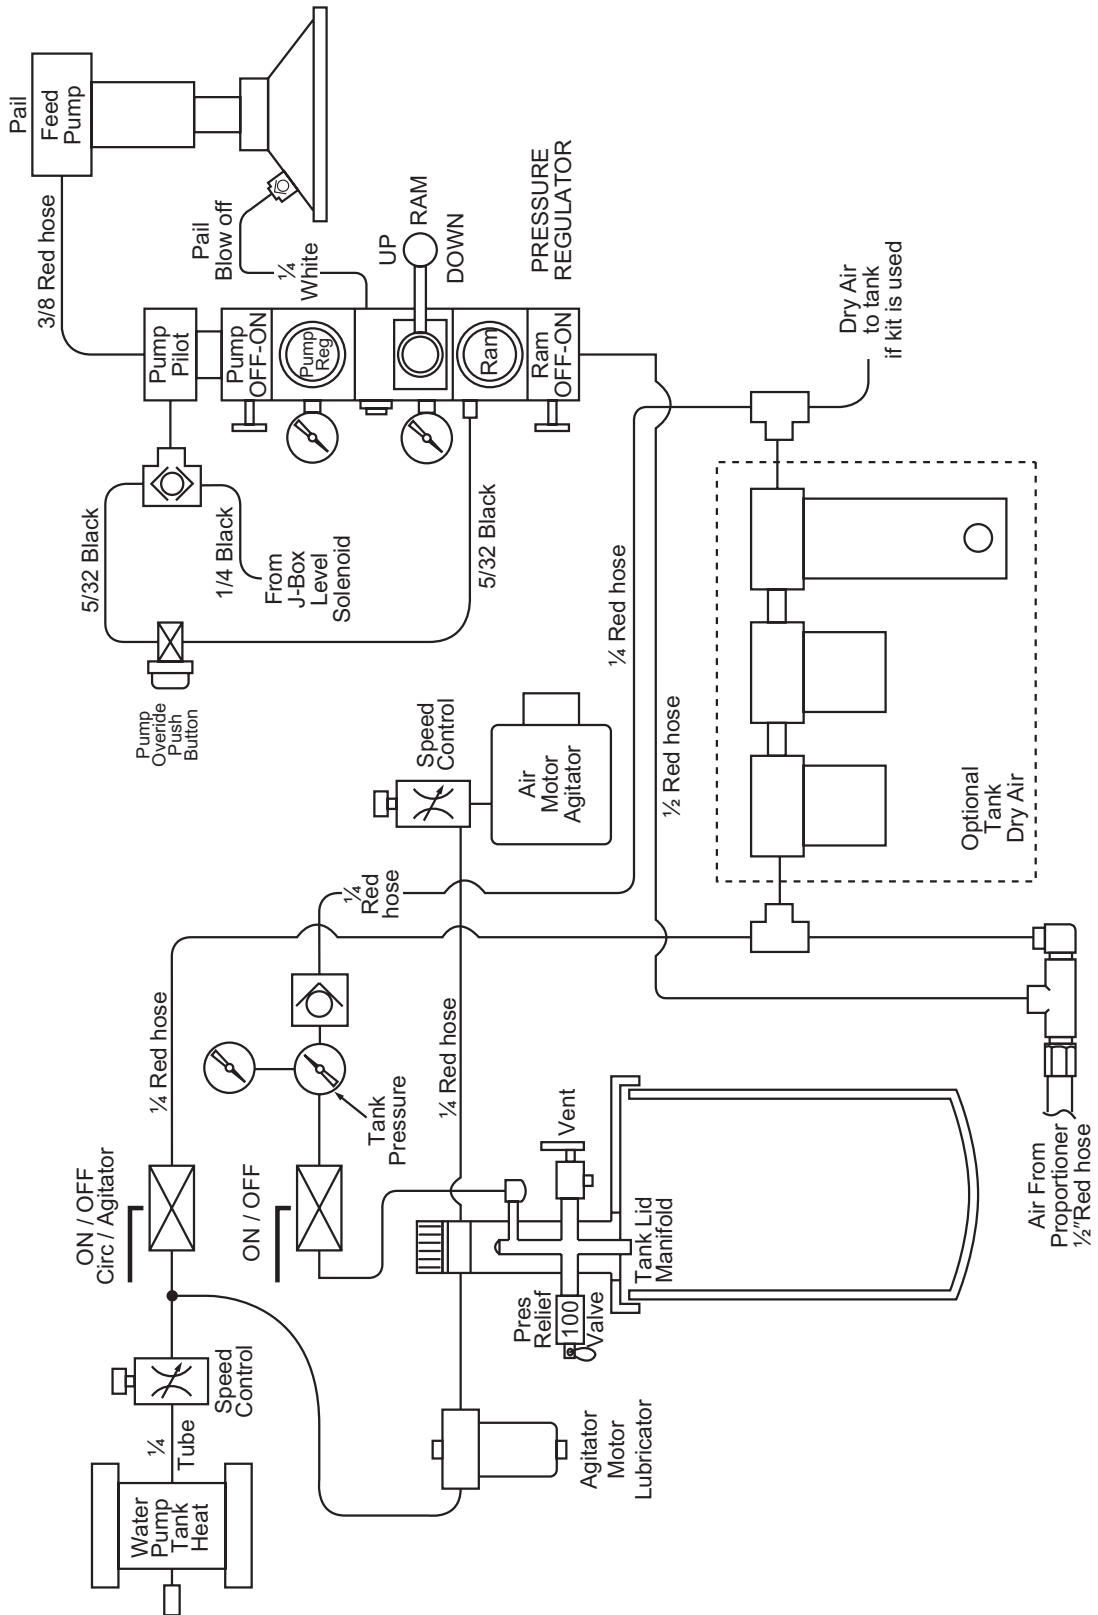 Pail
Feed
Pump
3/8 Red hose
Pail
Blow off
¼
White
UP
RAM
DOWN
PRESSURE
REGULATOR
Pump
Pilot
Pump
OFF-ON
Pump
Reg
Ram
Ram
OFF-ON
5/32 Black
1/4 Black
From
J-Box
Level
Solenoid
5/32 Black
Pump
Overide
Push
Button
Dry Air
to tank
if kit is used
¼ Red hose
½ Red hose
Speed
Control
Air
Motor
Agitator
Optional
Tank
Dry Air
¼
Red
hose
¼ Red hose
¼ Red hose
Tank
Pressure
ON / OFF
Circ / Agitator
ON / OFF
Vent
Tank Lid
Manifold
Pres
Relief
100
Valve
Air From
Proportioner
½"Red hose
Speed
Control
¼
Tube
Water
Pump
Tank
Heat
Agitator
Motor
Lubricator